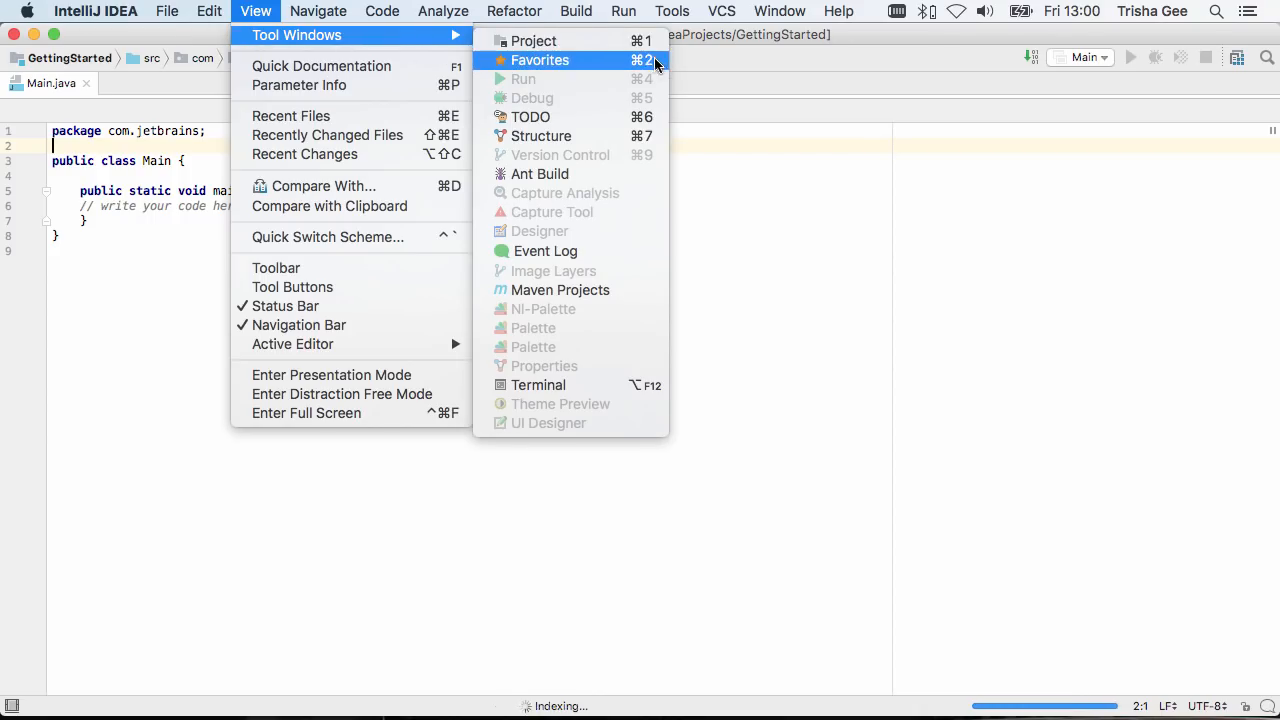 IntelliJ IDEA File Edit View Navigate Code Analyze Refactor Build Run Tools VCS Window Help Fri 13:00 Trisha Gee
eaProjects/GettingStarted]
GettingStarted src com Main
Main.java
1 package com.jetbrains;
2
3 public class Main {
4
5 public static void mai
6 // write your code her
7 }
8 }
9
Tool Windows
Quick Documentation F1
Parameter Info ⌘P
Recent Files ⌘E
Recently Changed Files ⇧⌘E
Recent Changes ⌥⇧C
Compare With... ⌘D
Compare with Clipboard
Quick Switch Scheme... ^`
Toolbar
Tool Buttons
✓ Status Bar
✓ Navigation Bar
Active Editor
Enter Presentation Mode
Enter Distraction Free Mode
Enter Full Screen ^⌘F
Project ⌘1
Favorites ⌘2
Run ⌘4
Debug ⌘5
TODO ⌘6
Structure ⌘7
Version Control ⌘9
Ant Build
Capture Analysis
Capture Tool
Designer
Event Log
Image Layers
Maven Projects
NI-Palette
Palette
Palette
Properties
Terminal ⌥F12
Theme Preview
UI Designer
Indexing... 2:1 LF÷ UTF-8÷